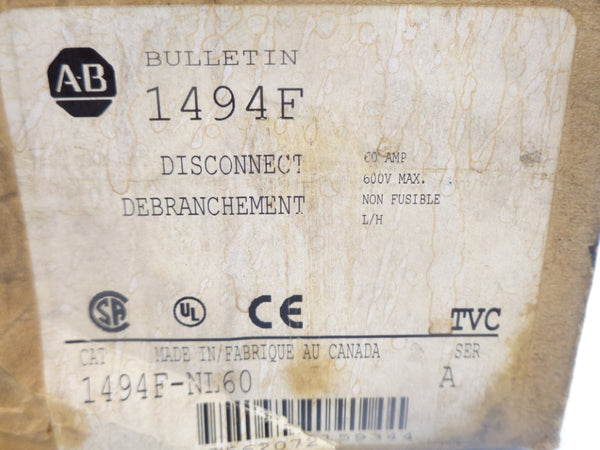 A-B
BULLETIN
1494F
DISCONNECT
DEBRANCHEMENT
60 AMP
600V MAX.
NON FUSIBLE
L/H
SA
UL
CE
TVC
CAT MADE IN/FABRIQUE AU CANADA SER
1494F-NL60 A